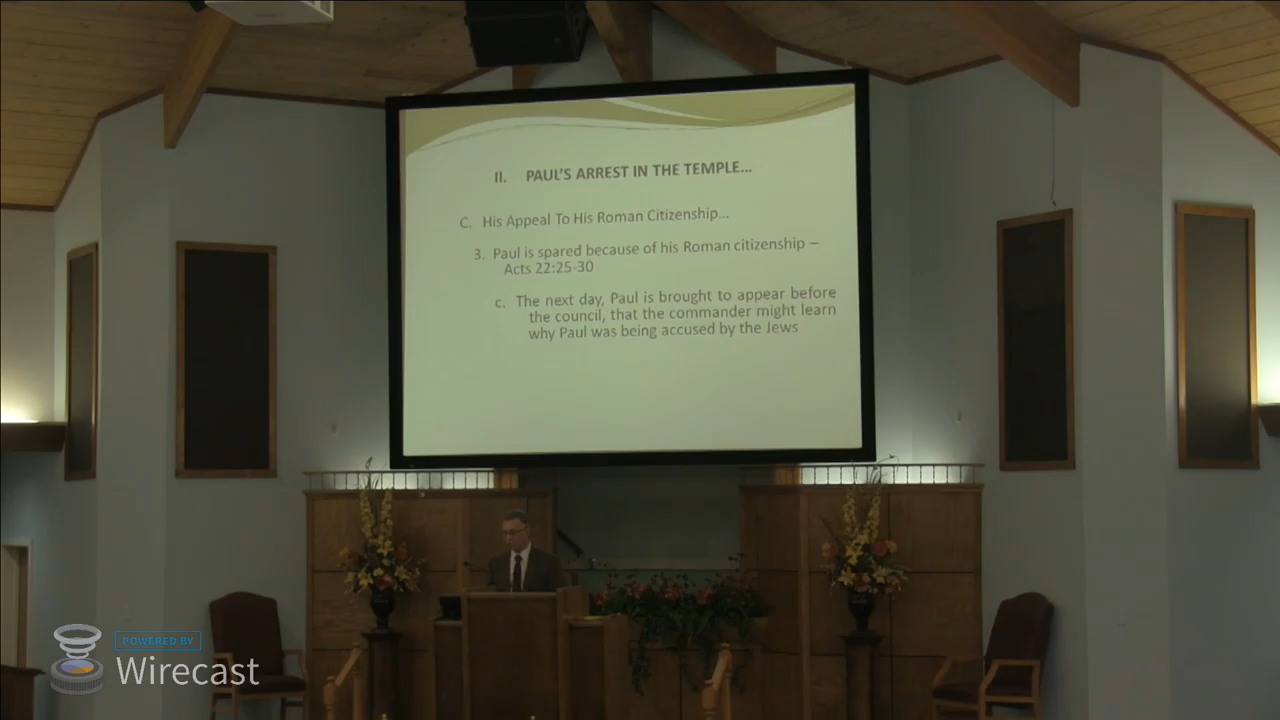 II. PAUL'S ARREST IN THE TEMPLE...
C. His Appeal To His Roman Citizenship...
3. Paul is spared because of his Roman citizenship –
Acts 22:25-30
c. The next day, Paul is brought to appear before
the council, that the commander might learn
why Paul was being accused by the Jews
POWERED BY
Wirecast